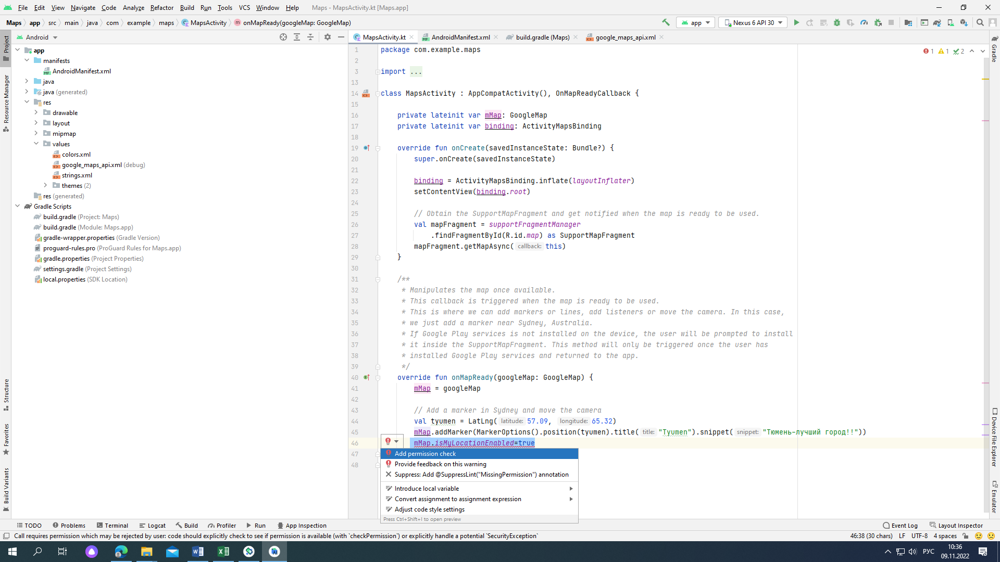 File Edit View Navigate Code Analyze Refactor Build Run Tools VCS Window Help Maps - MapsActivity.kt [Maps.app]
Maps app src main java com example maps MapsActivity onMapReady(googleMap: GoogleMap) app Nexus 6 API 30
Android
MapsActivity.kt AndroidManifest.xml build.gradle (Maps) google_maps_api.xml
Project
Resource Manager
Structure
Favorites
Build Variants
app
manifests
AndroidManifest.xml
java
java (generated)
res
drawable
layout
mipmap
values
colors.xml
google_maps_api.xml (debug)
strings.xml
themes (2)
res (generated)
Gradle Scripts
build.gradle (Project: Maps)
build.gradle (Module: Maps.app)
gradle-wrapper.properties (Gradle Version)
proguard-rules.pro (ProGuard Rules for Maps.app)
gradle.properties (Project Properties)
settings.gradle (Project Settings)
local.properties (SDK Location)
1 package com.example.maps
1 1 2
2
3 import ...
13
14 class MapsActivity : AppCompatActivity(), OnMapReadyCallback {
15
16 private lateinit var mMap: GoogleMap
17 private lateinit var binding: ActivityMapsBinding
18
19 override fun onCreate(savedInstanceState: Bundle?) {
20 super.onCreate(savedInstanceState)
21
22 binding = ActivityMapsBinding.inflate(layoutInflater)
23 setContentView(binding.root)
24
25 // Obtain the SupportMapFragment and get notified when the map is ready to be used.
26 val mapFragment = supportFragmentManager
27 .findFragmentById(R.id.map) as SupportMapFragment
28 mapFragment.getMapAsync( callback: this)
29 }
30
31 /**
32 * Manipulates the map once available.
33 * This callback is triggered when the map is ready to be used.
34 * This is where we can add markers or lines, add listeners or move the camera. In this case,
35 * we just add a marker near Sydney, Australia.
36 * If Google Play services is not installed on the device, the user will be prompted to install
37 * it inside the SupportMapFragment. This method will only be triggered once the user has
38 * installed Google Play services and returned to the app.
39 */
40 override fun onMapReady(googleMap: GoogleMap) {
41 mMap = googleMap
42
43 // Add a marker in Sydney and move the camera
44 val tyumen = LatLng( latitude: 57.09, longitude: 65.32)
45 mMap.addMarker(MarkerOptions().position(tyumen).title( title: "Tyumen").snippet( snippet: "Тюмень-лучший город!!"))
46 mMap.isMyLocationEnabled=true
47
48
Add permission check
Provide feedback on this warning
Suppress: Add @SuppressLint("MissingPermission") annotation
Introduce local variable
Convert assignment to assignment expression
Adjust code style settings
Press Ctrl+Shift+I to open preview
Gradle
Device File Explorer
Emulator
TODO Problems Terminal Logcat Build Profiler Run App Inspection Event Log Layout Inspector
Call requires permission which may be rejected by user: code should explicitly check to see if permission is available (with `checkPermission`) or explicitly handle a potential `SecurityException` 46:38 (30 chars) LF UTF-8 4 spaces
РУС
10:36
09.11.2022